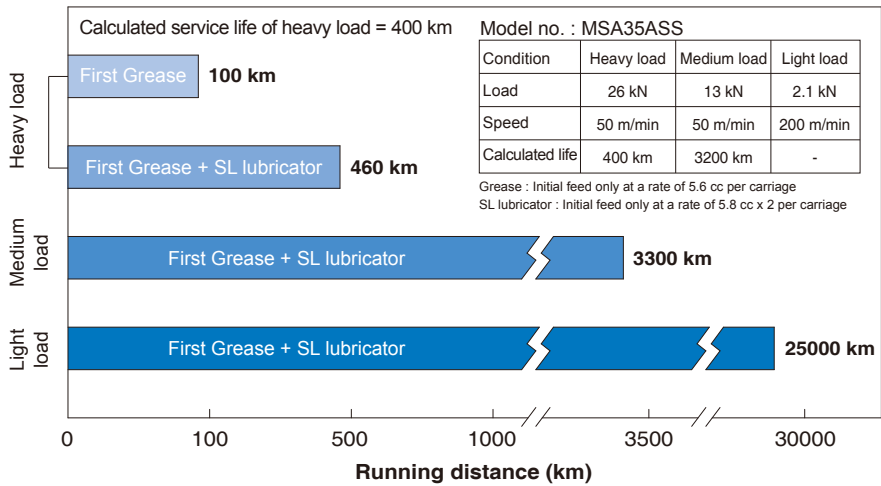 Calculated service life of heavy load = 400 km
Model no. : MSA35ASS
Condition Heavy load Medium load Light load
Load 26 kN 13 kN 2.1 kN
Speed 50 m/min 50 m/min 200 m/min
Calculated life 400 km 3200 km -
Grease : Initial feed only at a rate of 5.6 cc per carriage
SL lubricator : Initial feed only at a rate of 5.8 cc x 2 per carriage
Heavy load
First Grease 100 km
First Grease + SL lubricator 460 km
Medium
load
First Grease + SL lubricator 3300 km
Light
load
First Grease + SL lubricator 25000 km
0 100 500 1000 3500 30000
Running distance (km)